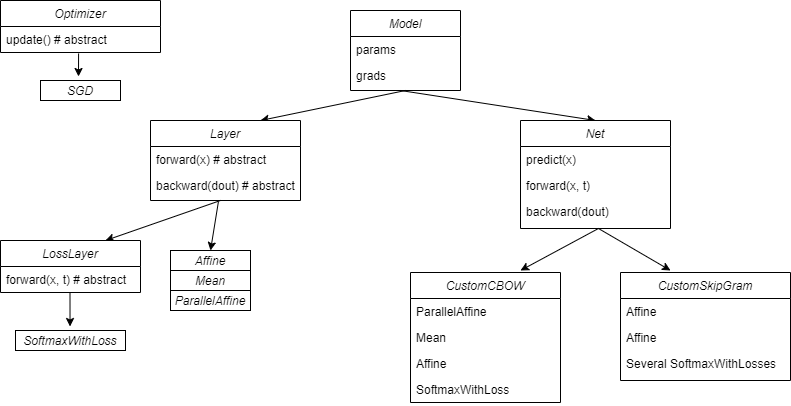 Optimizer
update() # abstract
SGD
Model
params
grads
Layer
forward(x) # abstract
backward(dout) # abstract
Net
predict(x)
forward(x, t)
backward(dout)
LossLayer
forward(x, t) # abstract
SoftmaxWithLoss
Affine
Mean
ParallelAffine
CustomCBOW
ParallelAffine
Mean
Affine
SoftmaxWithLoss
CustomSkipGram
Affine
Affine
Several SoftmaxWithLosses